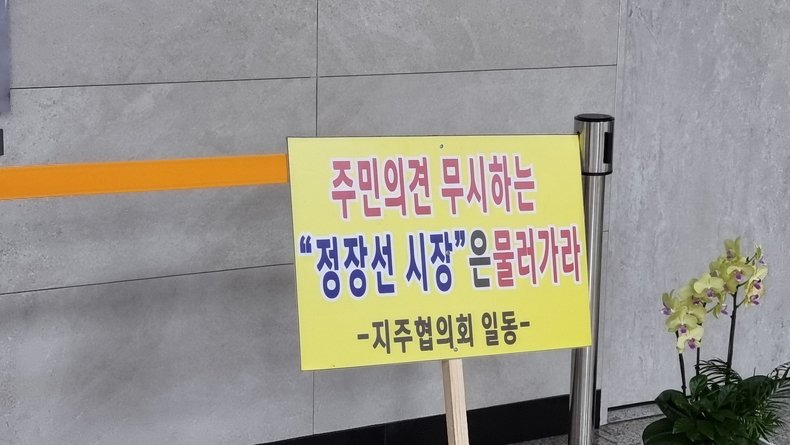 주민의견 무시하는
“정장선 시장”은물러가라
-지주협의회 일동-